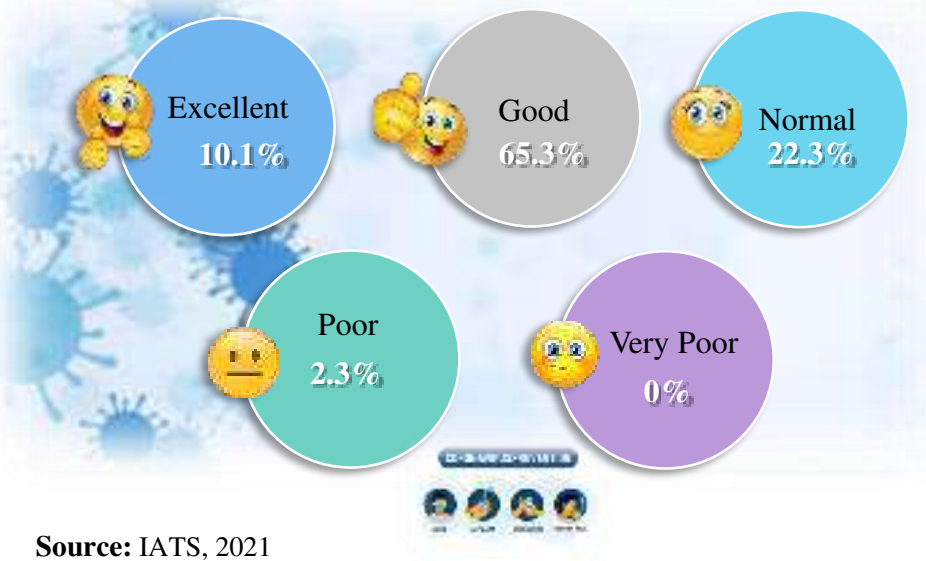 Excellent
10.1%
Good
65.3%
Normal
22.3%
Poor
2.3%
Very Poor
0%
Source: IATS, 2021